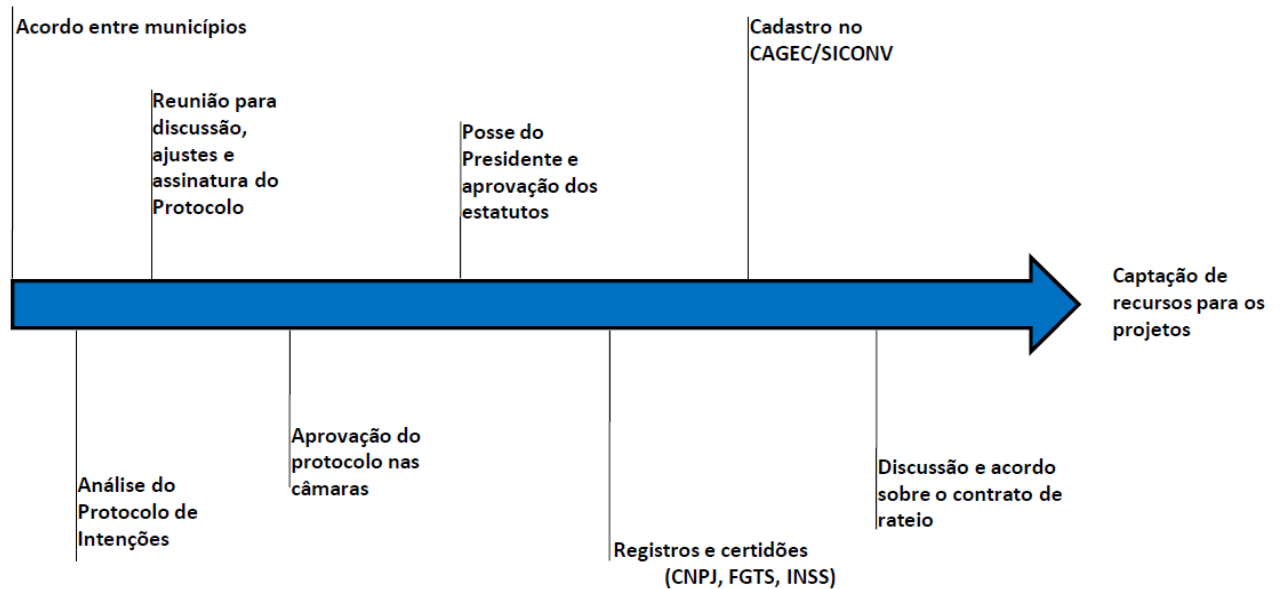 Acordo entre municípios
Cadastro no
CAGEC/SICONV
Reunião para
discussão,
ajustes e
assinatura do
Protocolo
Posse do
Presidente e
aprovação dos
estatutos
Captação de
recursos para os
projetos
Análise do
Protocolo de
Intenções
Aprovação do
protocolo nas
câmaras
Registros e certidões
(CNPJ, FGTS, INSS)
Discussão e acordo
sobre o contrato de
rateio